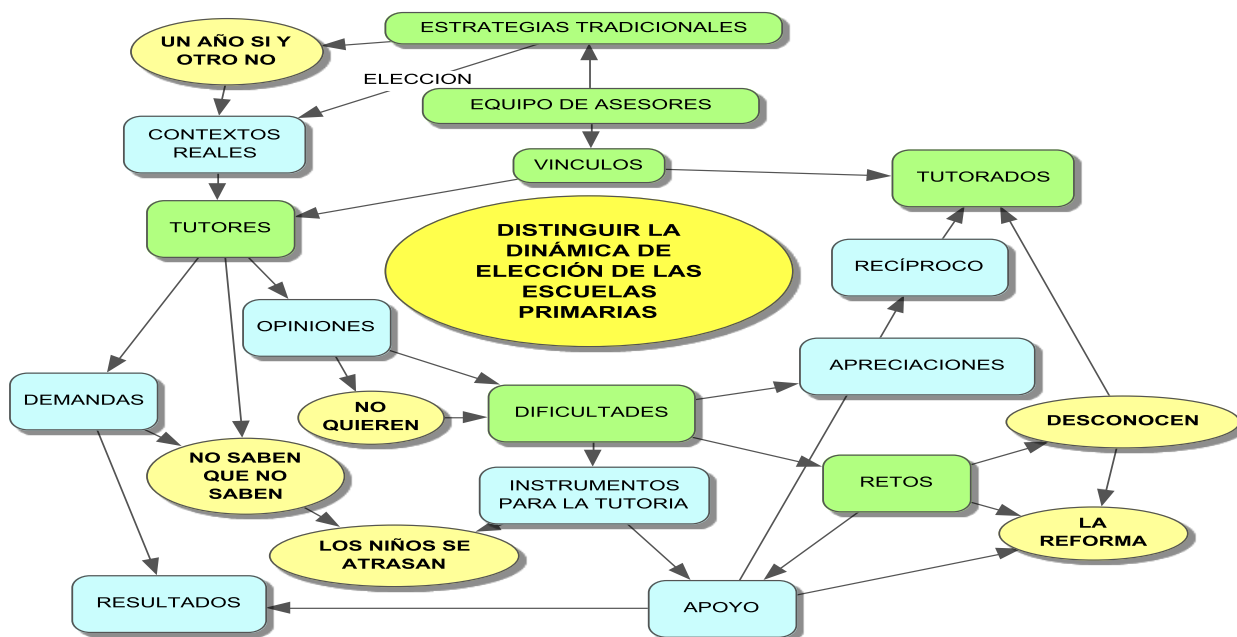 ESTRATEGIAS TRADICIONALES
UN AÑO SI Y
OTRO NO
ELECCION
EQUIPO DE ASESORES
CONTEXTOS
REALES
VINCULOS
TUTORADOS
TUTORES
DISTINGUIR LA
DINÁMICA DE
ELECCIÓN DE LAS
ESCUELAS
PRIMARIAS
RECÍPROCO
OPINIONES
APRECIACIONES
DEMANDAS
NO
QUIEREN
DIFICULTADES
DESCONOCEN
NO SABEN
QUE NO
SABEN
INSTRUMENTOS
PARA LA TUTORIA
RETOS
LA
REFORMA
LOS NIÑOS SE
ATRASAN
RESULTADOS
APOYO